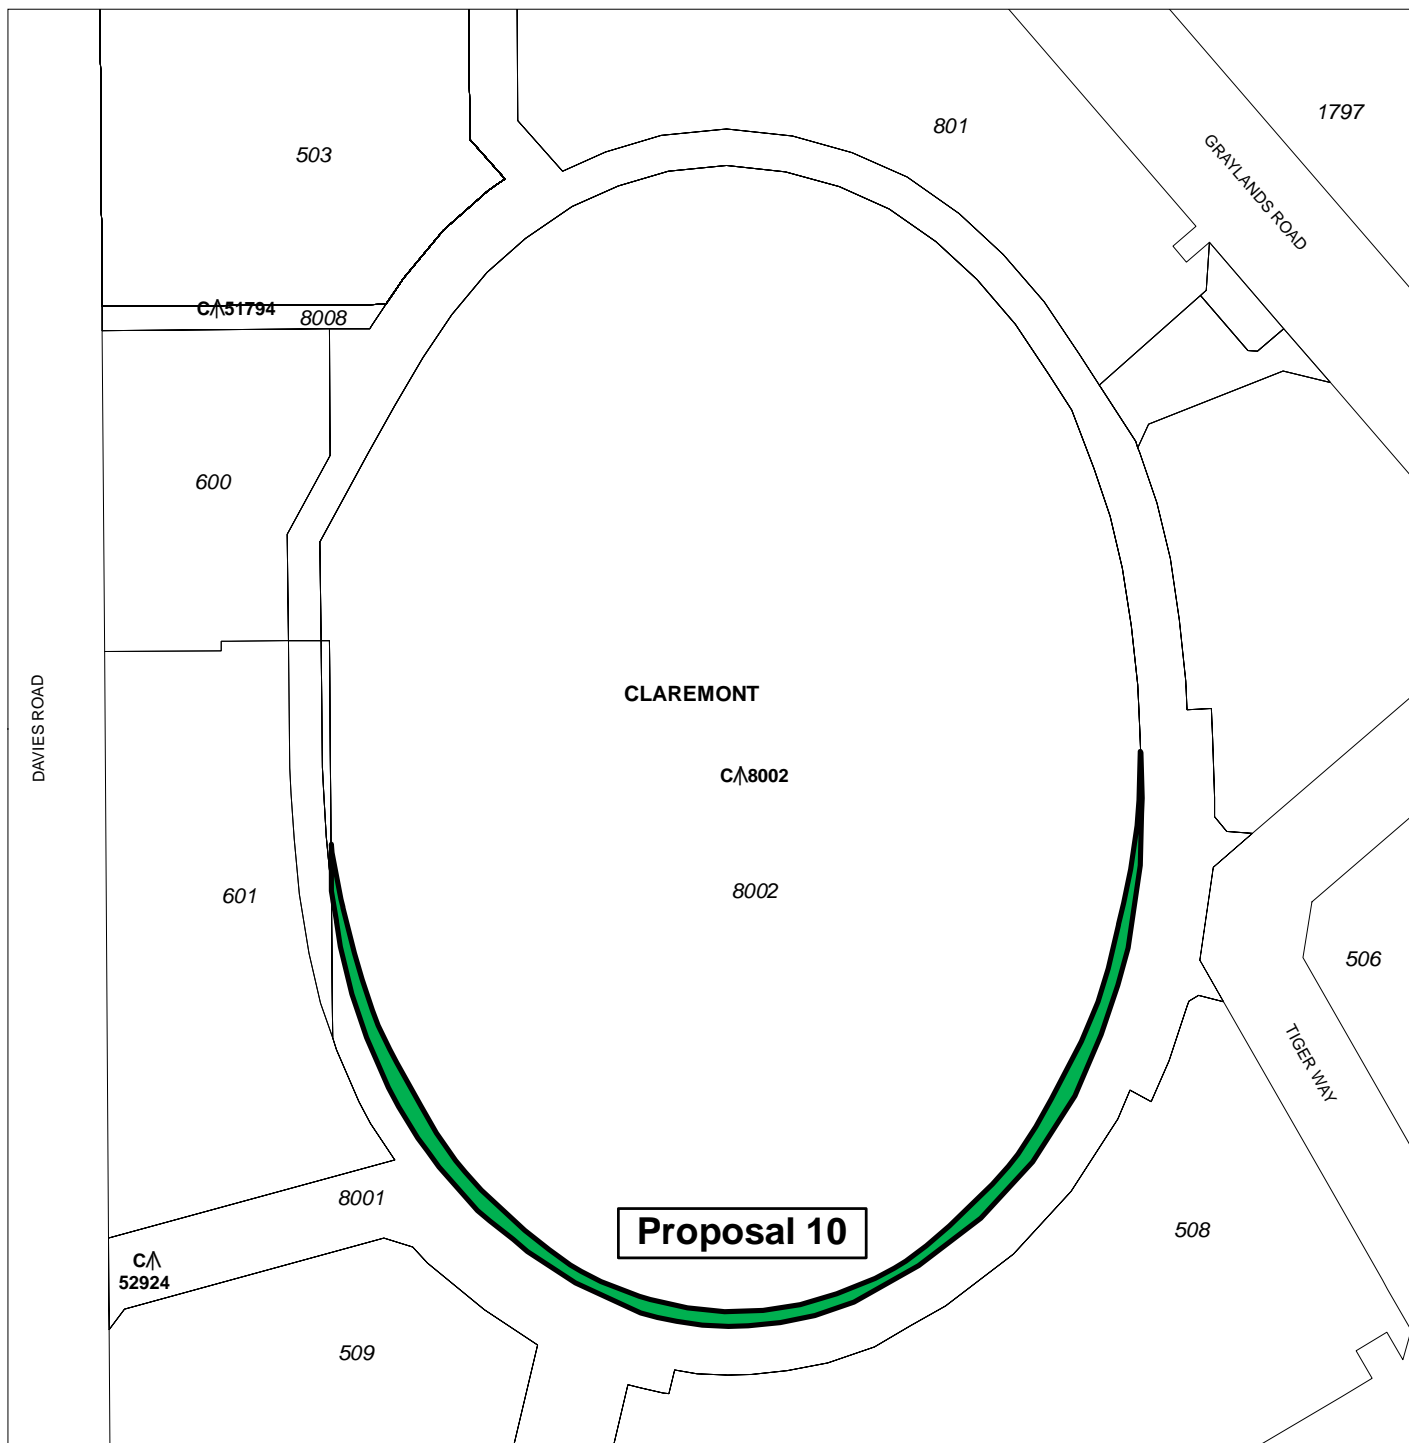 801
1797
503
GRAYLANDS ROAD
C/|\51794
8008
600
CLAREMONT
DAVIES ROAD
C/|\8002
8002
601
506
TIGER WAY
8001
Proposal 10
508
C/|\
52924
509